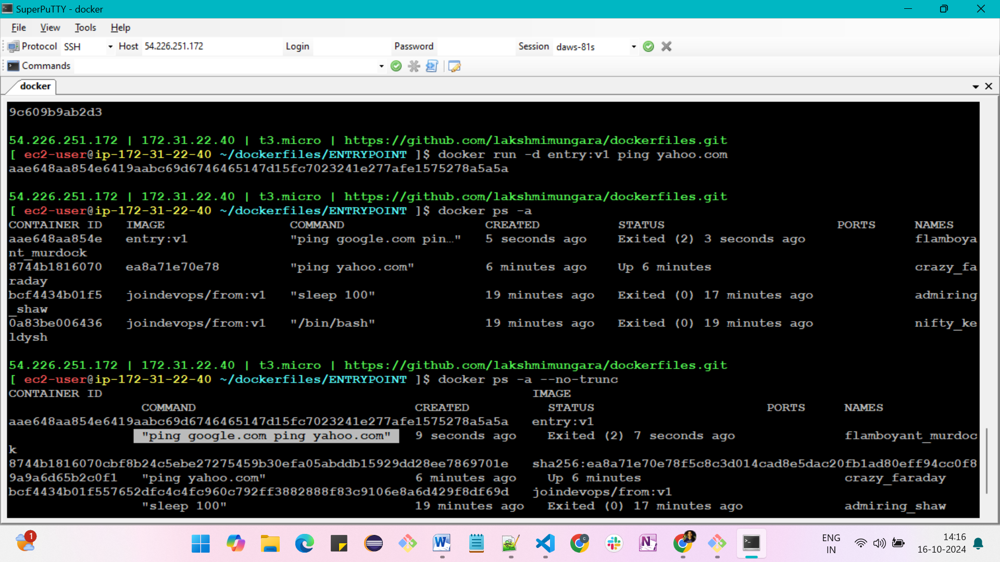 SuperPuTTY - docker
File View Tools Help
Protocol SSH Host 54.226.251.172 Login Password Session daws-81s
Commands
docker
9c609b9ab2d3
54.226.251.172 | 172.31.22.40 | t3.micro | https://github.com/lakshmimungara/dockerfiles.git
[ ec2-user@ip-172-31-22-40 ~/dockerfiles/ENTRYPOINT ]$ docker run -d entry:v1 ping yahoo.com
aae648aa854e6419aabc69d6746465147d15fc7023241e277afe1575278a5a5a
54.226.251.172 | 172.31.22.40 | t3.micro | https://github.com/lakshmimungara/dockerfiles.git
[ ec2-user@ip-172-31-22-40 ~/dockerfiles/ENTRYPOINT ]$ docker ps -a
CONTAINER ID IMAGE COMMAND CREATED STATUS PORTS NAMES
aae648aa854e entry:v1 "ping google.com pin…" 5 seconds ago Exited (2) 3 seconds ago flamboya
nt_murdock
8744b1816070 ea8a71e70e78 "ping yahoo.com" 6 minutes ago Up 6 minutes crazy_fa
raday
bcf4434b01f5 joindevops/from:v1 "sleep 100" 19 minutes ago Exited (0) 17 minutes ago admiring
_shaw
0a83be006436 joindevops/from:v1 "/bin/bash" 19 minutes ago Exited (0) 19 minutes ago nifty_ke
ldysh
54.226.251.172 | 172.31.22.40 | t3.micro | https://github.com/lakshmimungara/dockerfiles.git
[ ec2-user@ip-172-31-22-40 ~/dockerfiles/ENTRYPOINT ]$ docker ps -a --no-trunc
CONTAINER ID IMAGE
COMMAND CREATED STATUS PORTS NAMES
aae648aa854e6419aabc69d6746465147d15fc7023241e277afe1575278a5a5a entry:v1
"ping google.com ping yahoo.com" 9 seconds ago Exited (2) 7 seconds ago flamboyant_murdoc
k
8744b1816070cbf8b24c5ebe27275459b30efa05abddb15929dd28ee7869701e sha256:ea8a71e70e78f5c8c3d014cad8e5dac20fb1ad80eff94cc0f8
9a9a6d65b2c0f1 "ping yahoo.com" 6 minutes ago Up 6 minutes crazy_faraday
bcf4434b01f557652dfc4c4fc960c792ff3882888f83c9106e8a6d429f8df69d joindevops/from:v1
"sleep 100" 19 minutes ago Exited (0) 17 minutes ago admiring_shaw
1
ENG
IN
14:16
16-10-2024